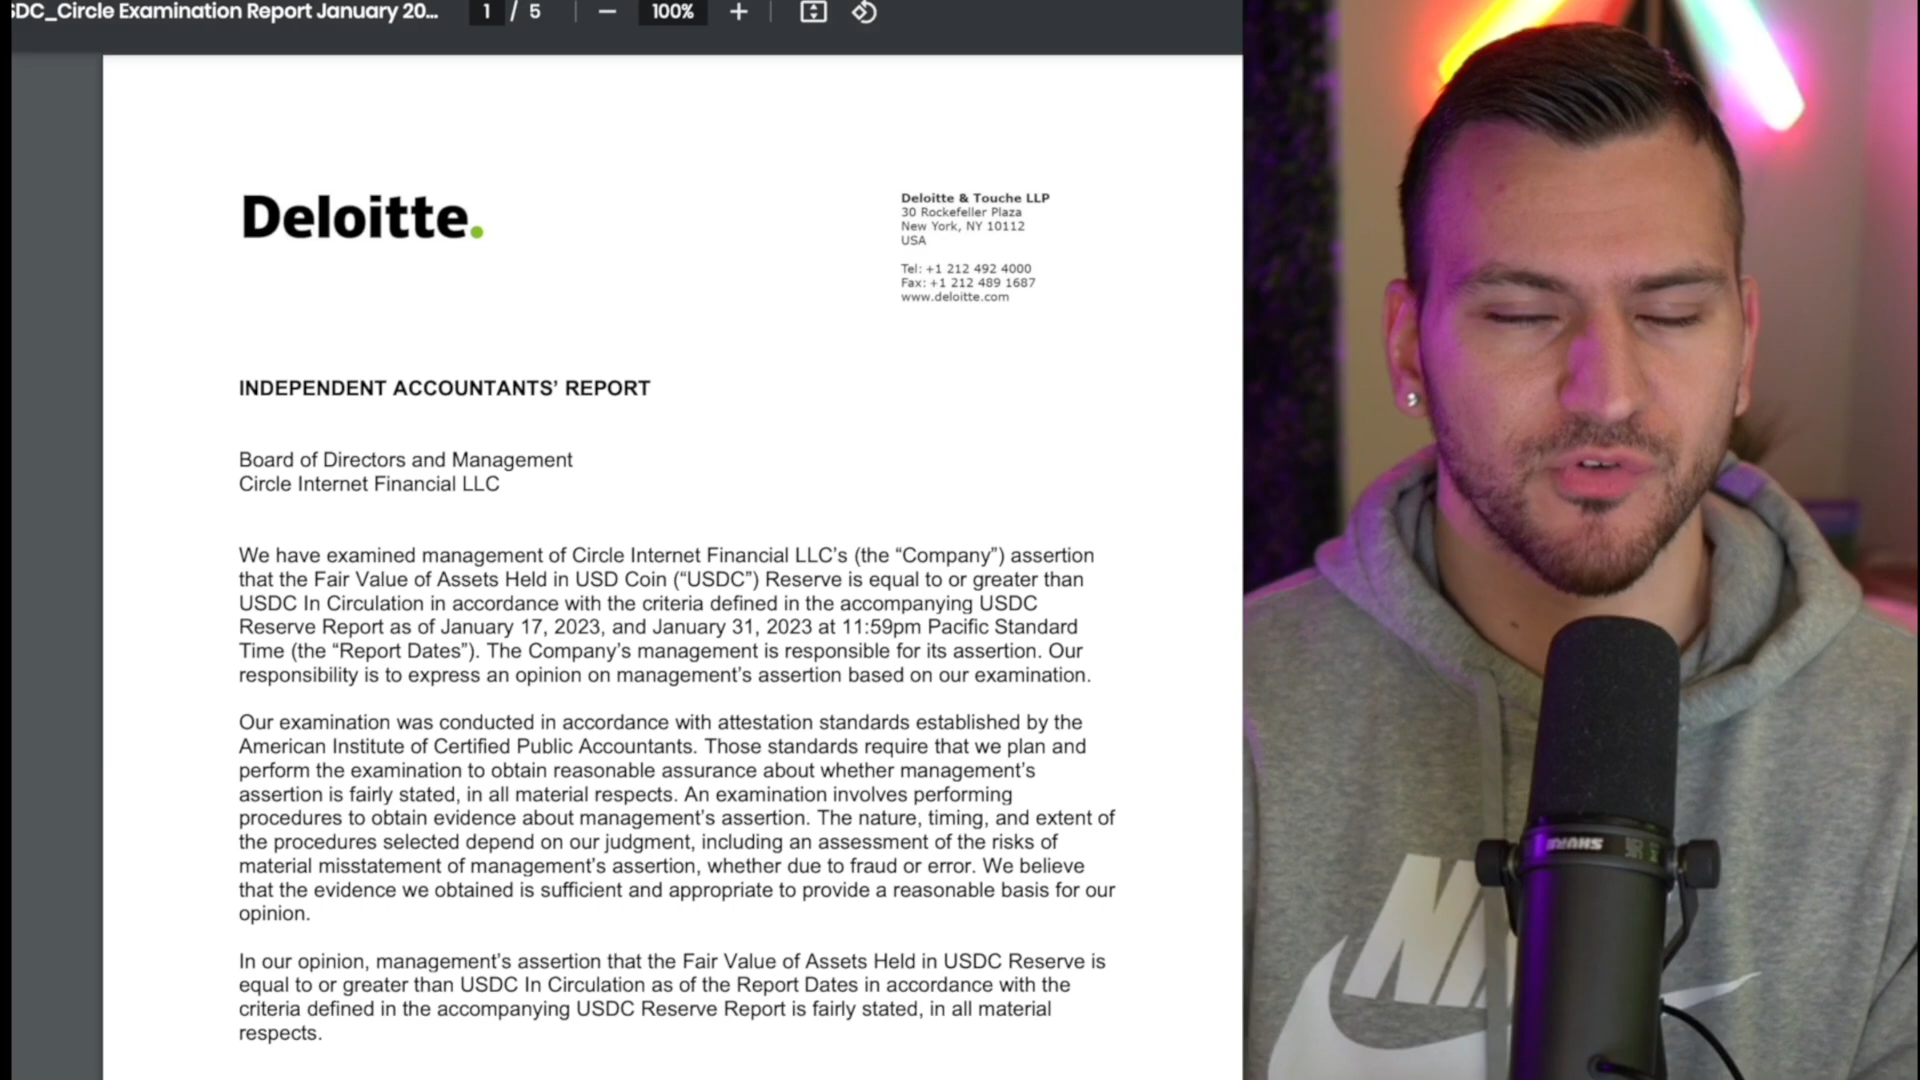 SDC_Circle Examination Report January 20...
1 / 5
100%
Deloitte.
Deloitte & Touche LLP
30 Rockefeller Plaza
New York, NY 10112
USA
Tel: +1 212 492 4000
Fax: +1 212 489 1687
www.deloitte.com
INDEPENDENT ACCOUNTANTS’ REPORT
Board of Directors and Management
Circle Internet Financial LLC
We have examined management of Circle Internet Financial LLC’s (the “Company”) assertion
that the Fair Value of Assets Held in USD Coin (“USDC”) Reserve is equal to or greater than
USDC In Circulation in accordance with the criteria defined in the accompanying USDC
Reserve Report as of January 17, 2023, and January 31, 2023 at 11:59pm Pacific Standard
Time (the “Report Dates”). The Company’s management is responsible for its assertion. Our
responsibility is to express an opinion on management’s assertion based on our examination.
Our examination was conducted in accordance with attestation standards established by the
American Institute of Certified Public Accountants. Those standards require that we plan and
perform the examination to obtain reasonable assurance about whether management’s
assertion is fairly stated, in all material respects. An examination involves performing
procedures to obtain evidence about management’s assertion. The nature, timing, and extent of
the procedures selected depend on our judgment, including an assessment of the risks of
material misstatement of management’s assertion, whether due to fraud or error. We believe
that the evidence we obtained is sufficient and appropriate to provide a reasonable basis for our
opinion.
In our opinion, management’s assertion that the Fair Value of Assets Held in USDC Reserve is
equal to or greater than USDC In Circulation as of the Report Dates in accordance with the
criteria defined in the accompanying USDC Reserve Report is fairly stated, in all material
respects.
SHURE